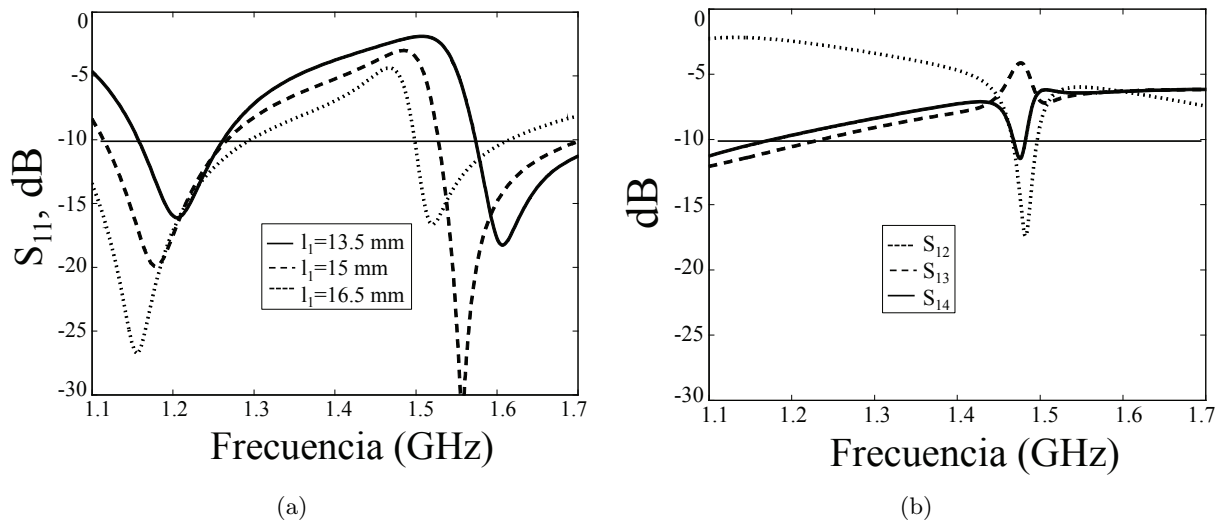 0
-5
-10
-15
-20
-25
-30
S11, dB
l1=13.5 mm
l1=15 mm
l1=16.5 mm
1.1 1.2 1.3 1.4 1.5 1.6 1.7
Frecuencia (GHz)
(a)
0
-5
-10
-15
-20
-25
-30
dB
S12
S13
S14
1.1 1.2 1.3 1.4 1.5 1.6 1.7
Frecuencia (GHz)
(b)